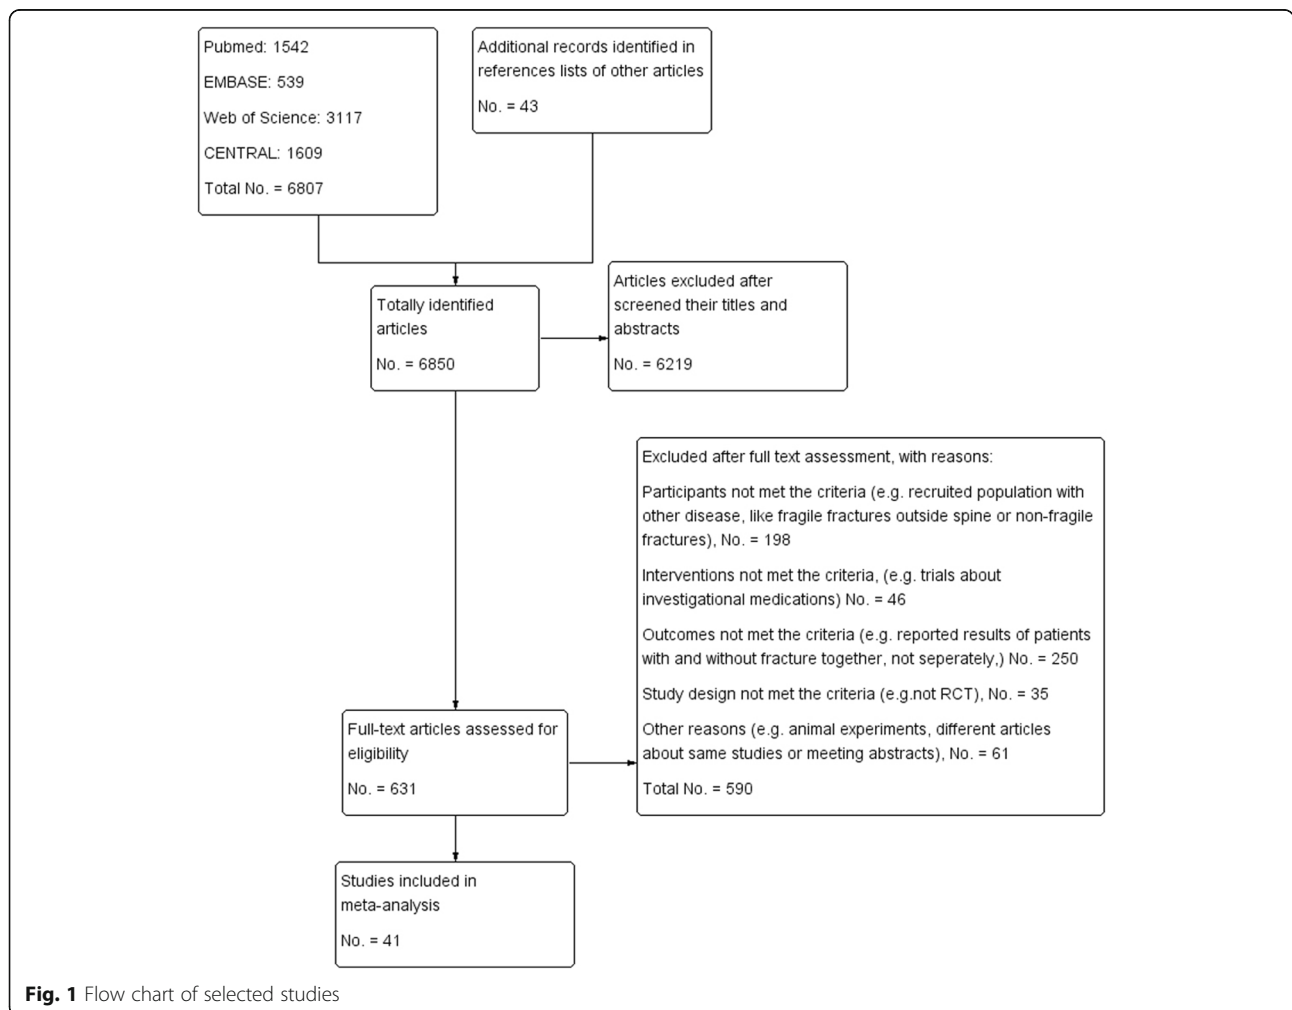 Pubmed: 1542
EMBASE: 539
Web of Science: 3117
CENTRAL: 1609
Total No. = 6807
Additional records identified in
references lists of other articles
No. = 43
Totally identified
articles
No. = 6850
Articles excluded after
screened their titles and
abstracts
No. = 6219
Excluded after full text assessment, with reasons:
Participants not met the criteria (e.g. recruited population with
other disease, like fragile fractures outside spine or non-fragile
fractures), No. = 198
Interventions not met the criteria, (e.g. trials about
investigational medications) No. = 46
Outcomes not met the criteria (e.g. reported results of patients
with and without fracture together, not seperately,) No. = 250
Study design not met the criteria (e.g.not RCT), No. = 35
Other reasons (e.g. animal experiments, different articles
about same studies or meeting abstracts), No. = 61
Total No. = 590
Full-text articles assessed for
eligibility
No. = 631
Studies included in
meta-analysis
No. = 41
Fig. 1 Flow chart of selected studies